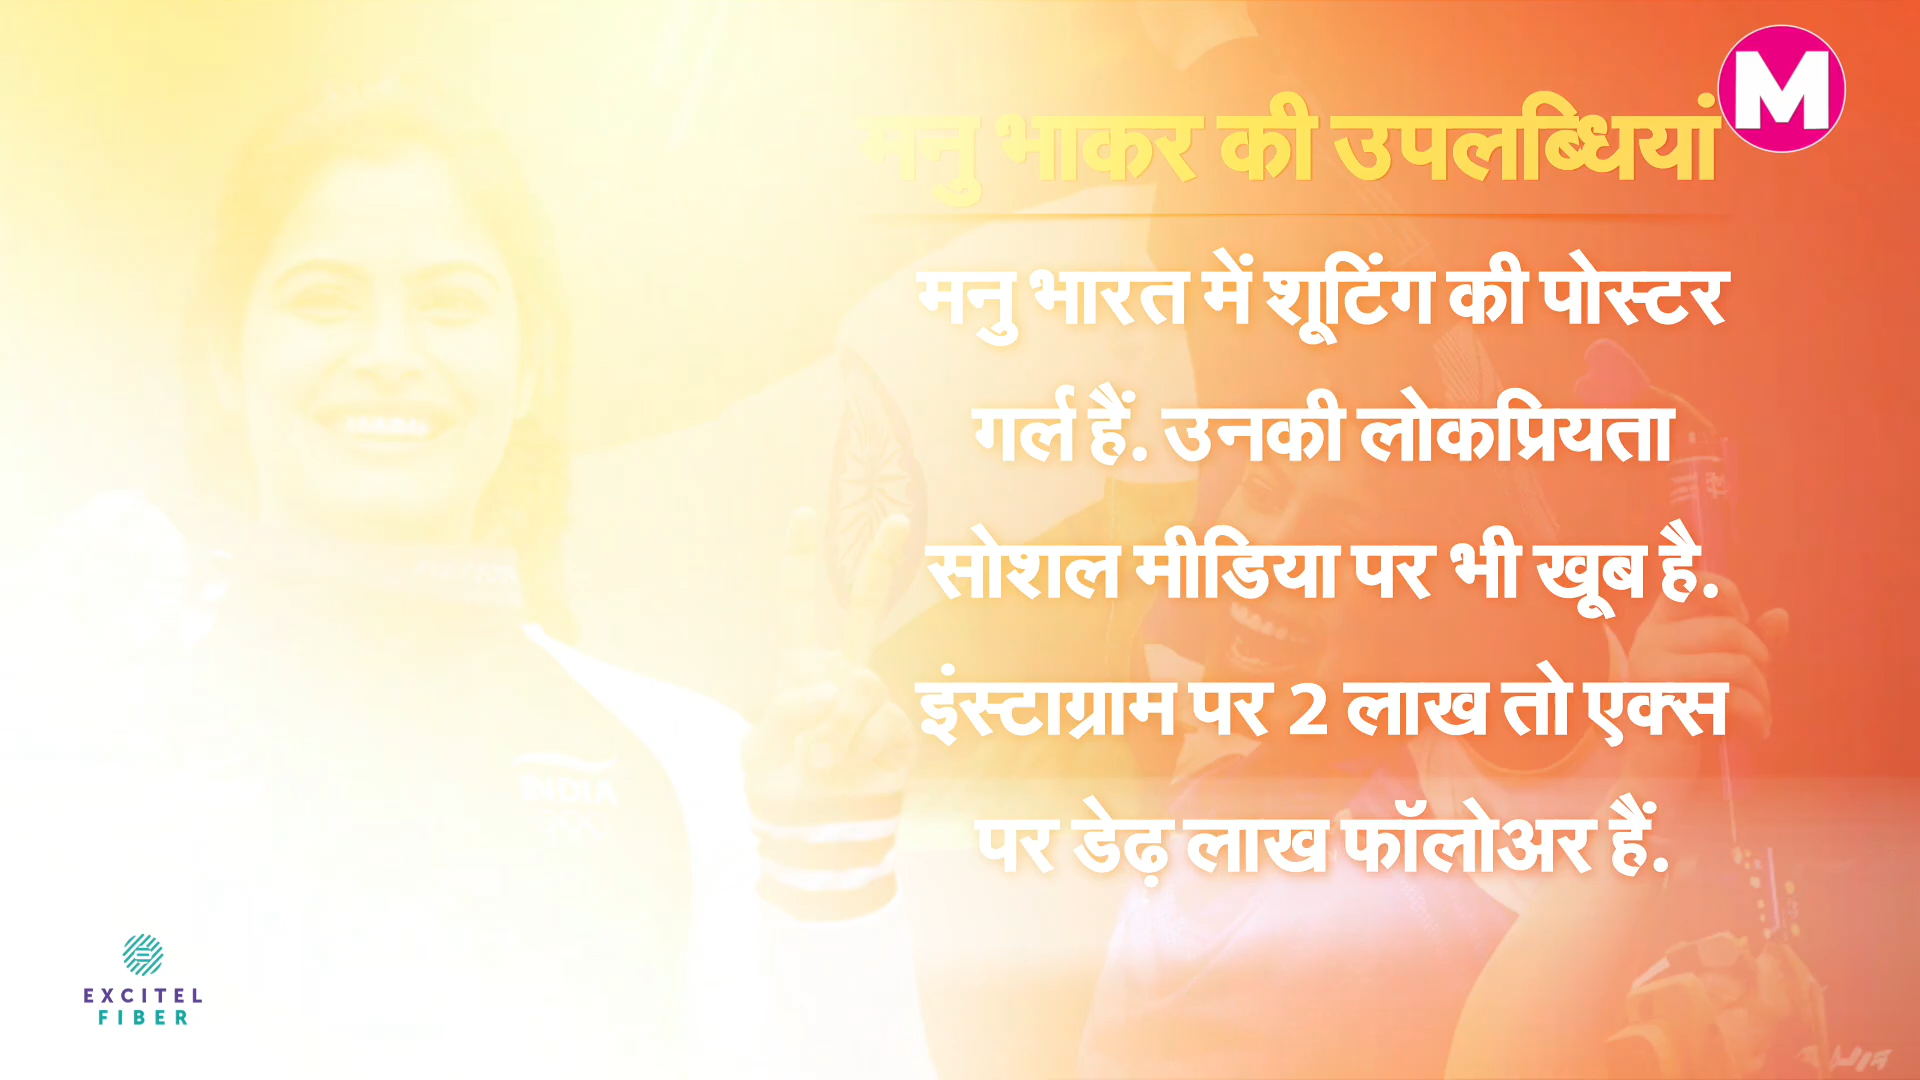 मनु भाकर की उपलब्धियां
M
मनु भारत में शूटिंग की पोस्टर
गर्ल हैं. उनकी लोकप्रियता
सोशल मीडिया पर भी खूब है.
इंस्टाग्राम पर 2 लाख तो एक्स
पर डेढ़ लाख फॉलोअर हैं.
INDIA
EXCITEL
FIBER